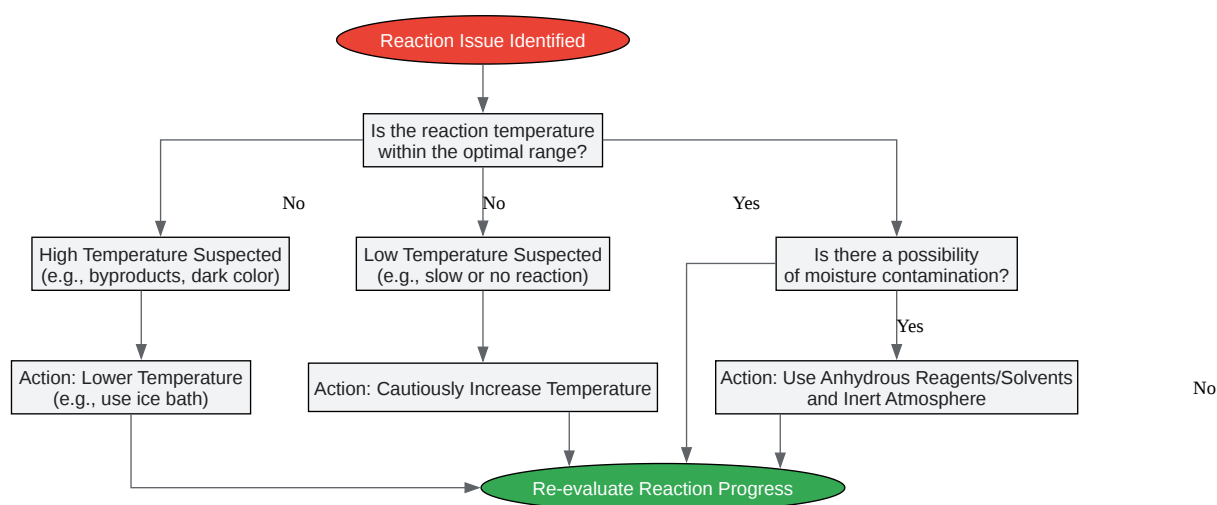 Reaction Issue Identified
Is the reaction temperature
within the optimal range?
No
No
Yes
High Temperature Suspected
(e.g., byproducts, dark color)
Low Temperature Suspected
(e.g., slow or no reaction)
Is there a possibility
of moisture contamination?
Yes
Action: Lower Temperature
(e.g., use ice bath)
Action: Cautiously Increase Temperature
Action: Use Anhydrous Reagents/Solvents
and Inert Atmosphere
No
Re-evaluate Reaction Progress